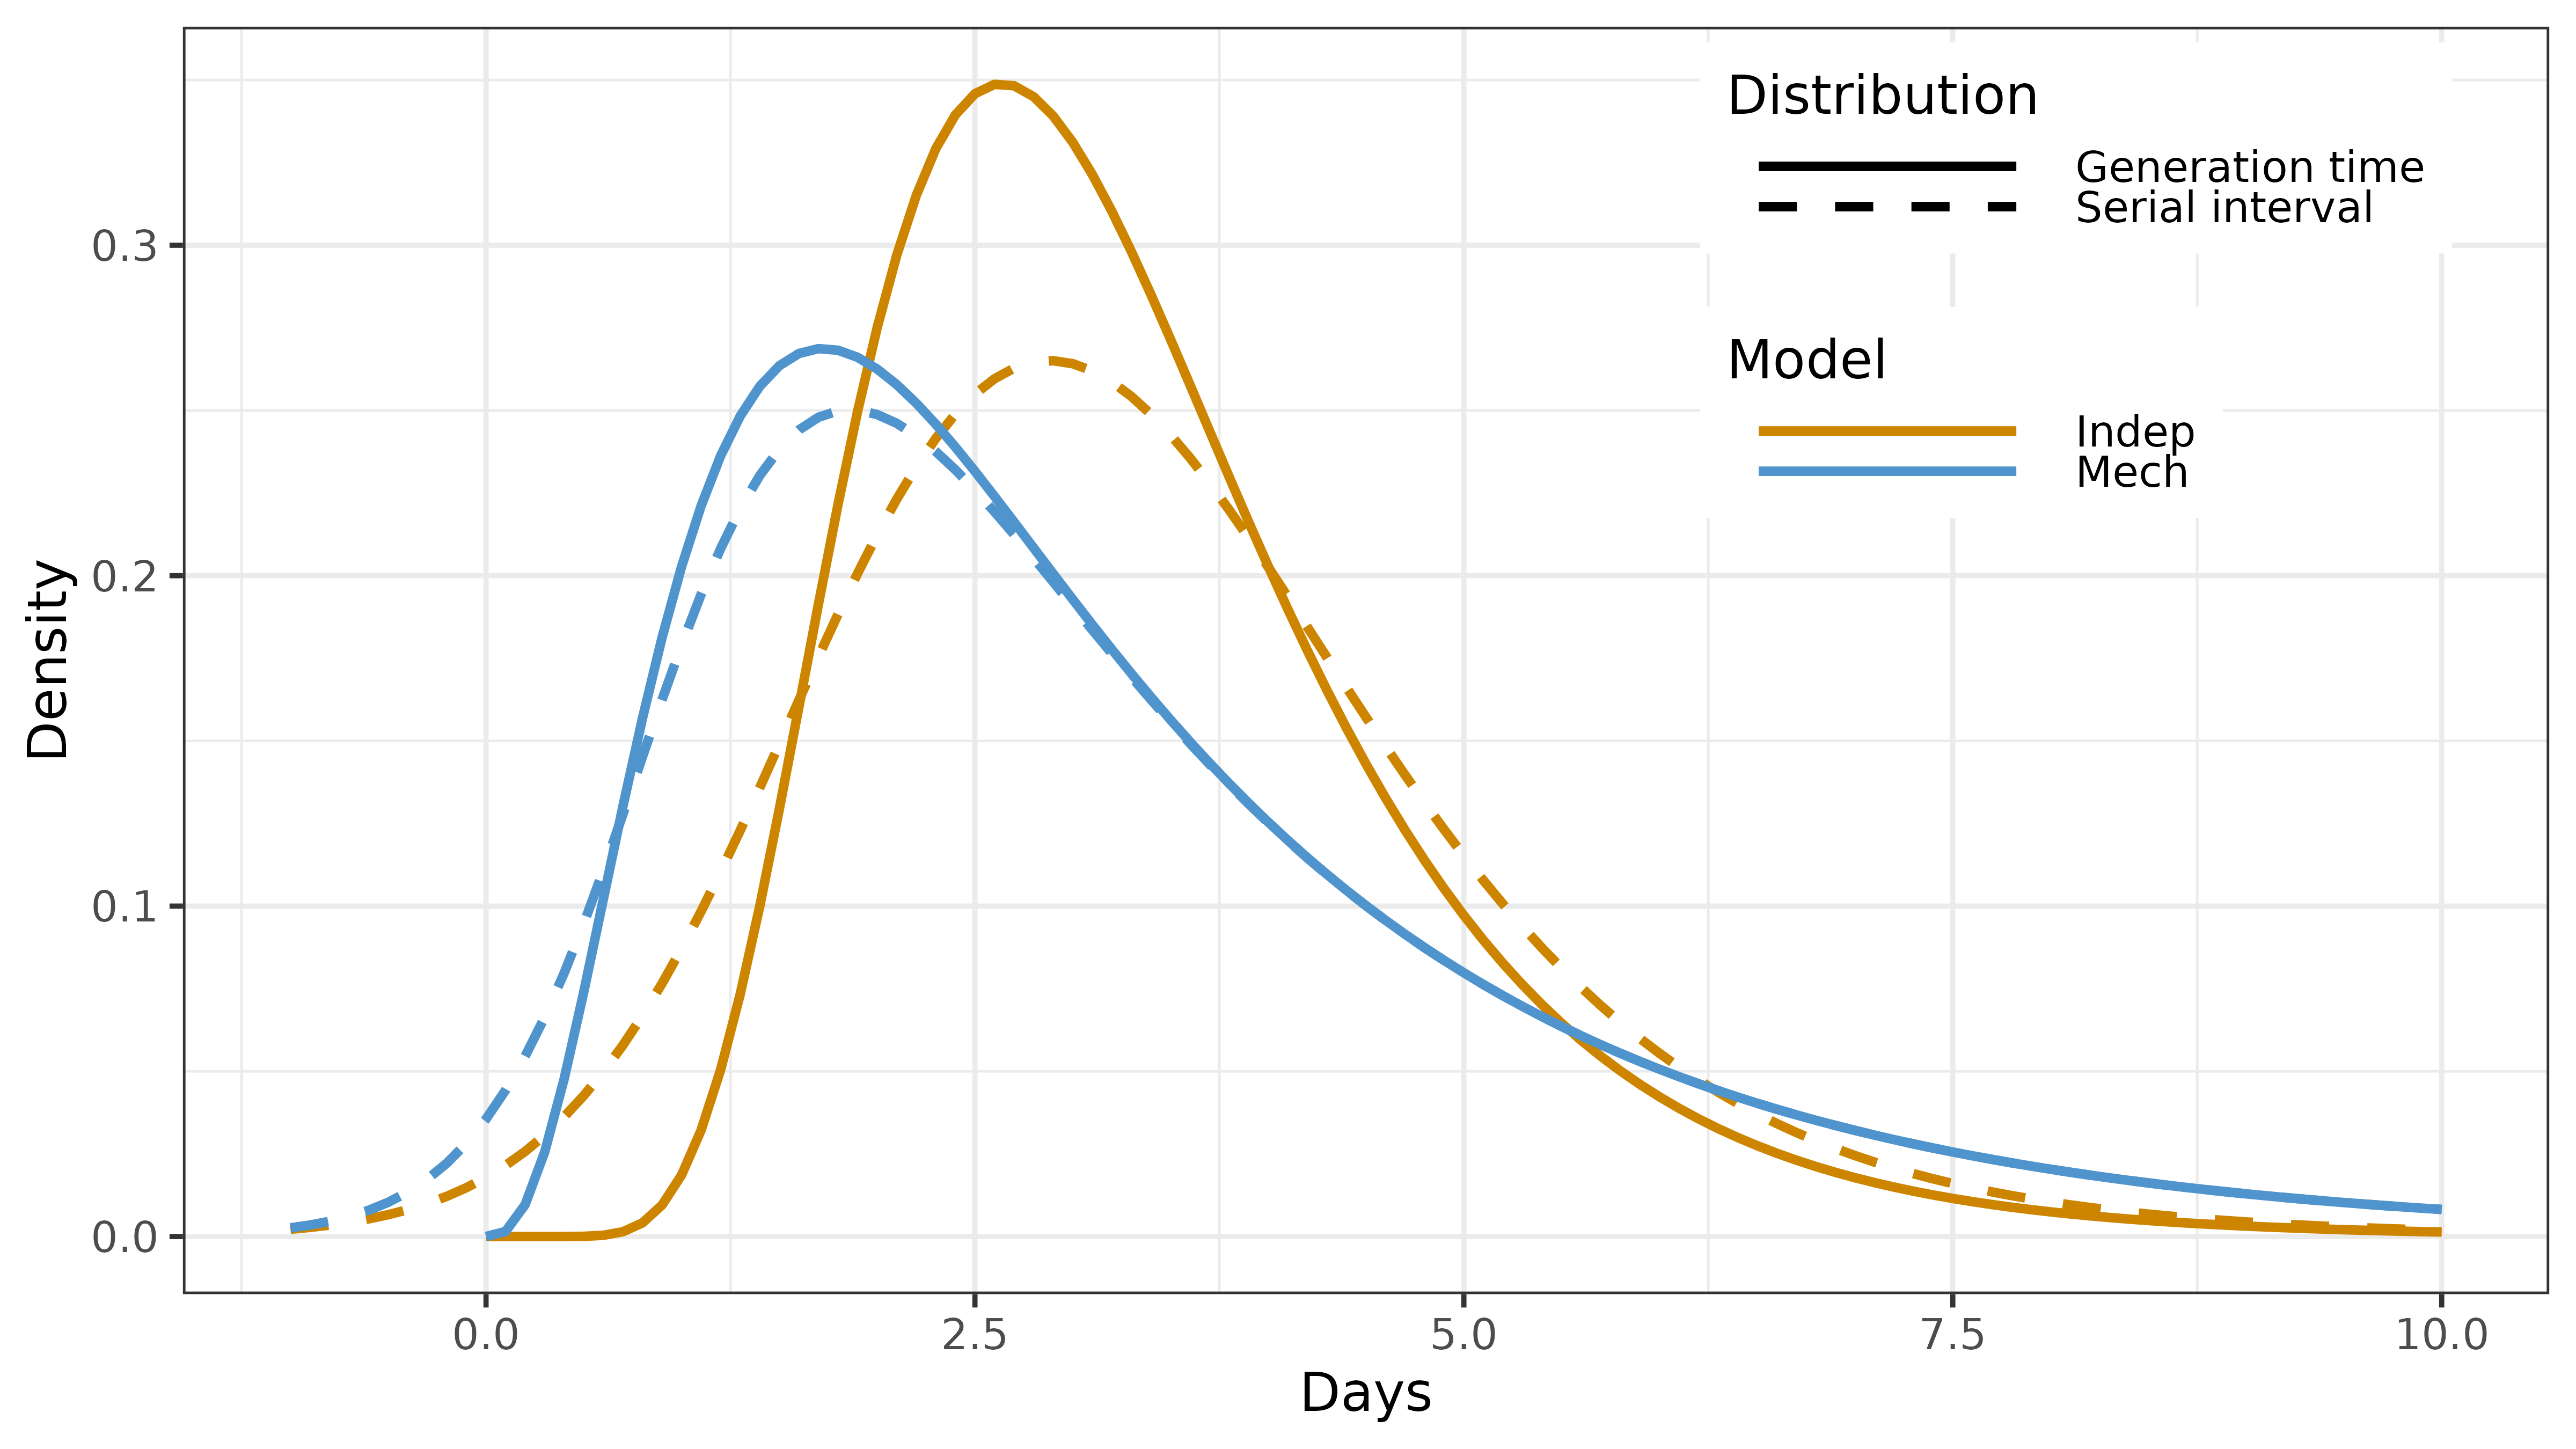 Distribution
Generation time
Serial interval
Model
Indep
Mech
Density
0.3
0.2
0.1
0.0
0.0 2.5 5.0 7.5 10.0
Days